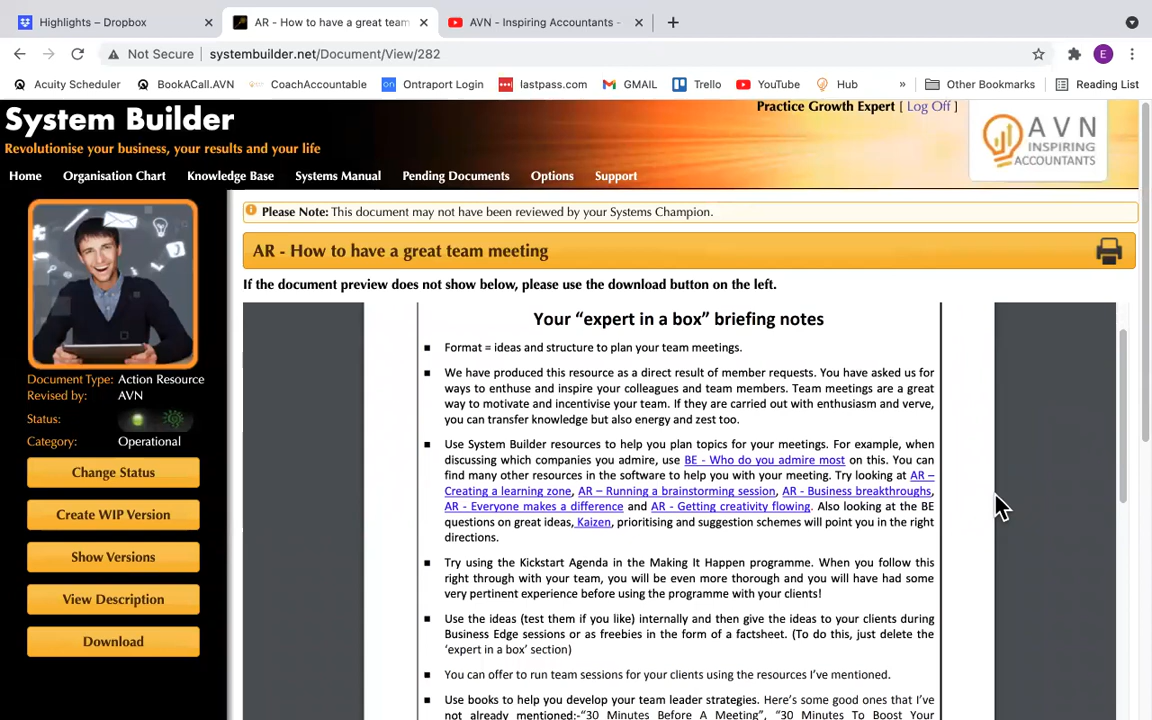 Highlights – Dropbox
AR - How to have a great team
AVN - Inspiring Accountants -
Not Secure
systembuilder.net/Document/View/282
E
Acuity Scheduler
BookACall.AVN
CoachAccountable
Ontraport Login
lastpass.com
GMAIL
Trello
YouTube
Hub
»
Other Bookmarks
Reading List
System Builder
Revolutionise your business, your results and your life
Practice Growth Expert [ Log Off ]
AVN
INSPIRING
ACCOUNTANTS
Home
Organisation Chart
Knowledge Base
Systems Manual
Pending Documents
Options
Support
Please Note: This document may not have been reviewed by your Systems Champion.
AR - How to have a great team meeting
If the document preview does not show below, please use the download button on the left.
Document Type: Action Resource
Revised by: AVN
Status:
Category: Operational
Change Status
Create WIP Version
Show Versions
View Description
Download
Your “expert in a box” briefing notes
■ Format = ideas and structure to plan your team meetings.
■ We have produced this resource as a direct result of member requests. You have asked us for
ways to enthuse and inspire your colleagues and team members. Team meetings are a great
way to motivate and incentivise your team. If they are carried out with enthusiasm and verve,
you can transfer knowledge but also energy and zest too.
■ Use System Builder resources to help you plan topics for your meetings. For example, when
discussing which companies you admire, use BE - Who do you admire most on this. You can
find many other resources in the software to help you with your meeting. Try looking at AR –
Creating a learning zone, AR – Running a brainstorming session, AR - Business breakthroughs,
AR - Everyone makes a difference and AR - Getting creativity flowing. Also looking at the BE
questions on great ideas, Kaizen, prioritising and suggestion schemes will point you in the right
directions.
■ Try using the Kickstart Agenda in the Making It Happen programme. When you follow this
right through with your team, you will be even more thorough and you will have had some
very pertinent experience before using the programme with your clients!
■ Use the ideas (test them if you like) internally and then give the ideas to your clients during
Business Edge sessions or as freebies in the form of a factsheet. (To do this, just delete the
‘expert in a box’ section)
■ You can offer to run team sessions for your clients using the resources I’ve mentioned.
■ Use books to help you develop your team leader strategies. Here’s some good ones that I’ve
not already mentioned:-“30 Minutes Before A Meeting”, “30 Minutes To Boost Your